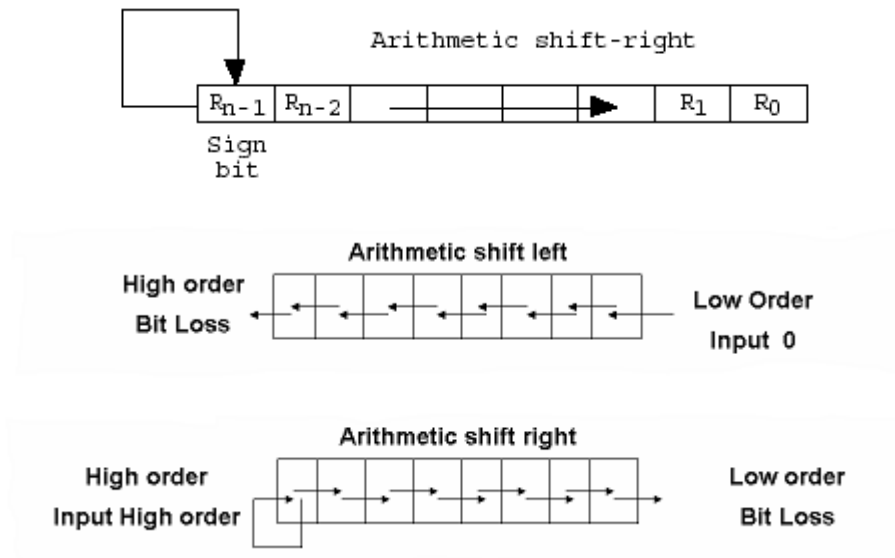 Arithmetic shift-right
Rn-1 Rn-2 R1 R0
Sign
bit
Arithmetic shift left
High order
Bit Loss
Low Order
Input 0
Arithmetic shift right
High order
Input High order
Low order
Bit Loss